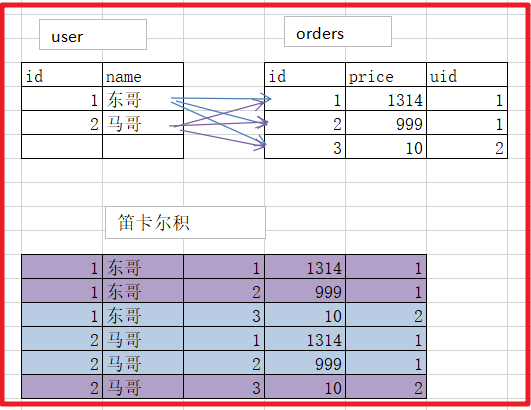 user orders
id name id price uid
1 东哥 1 1314 1
2 马哥 2 999 1
3 10 2
笛卡尔积
1 东哥 1 1314 1
1 东哥 2 999 1
1 东哥 3 10 2
2 马哥 1 1314 1
2 马哥 2 999 1
2 马哥 3 10 2